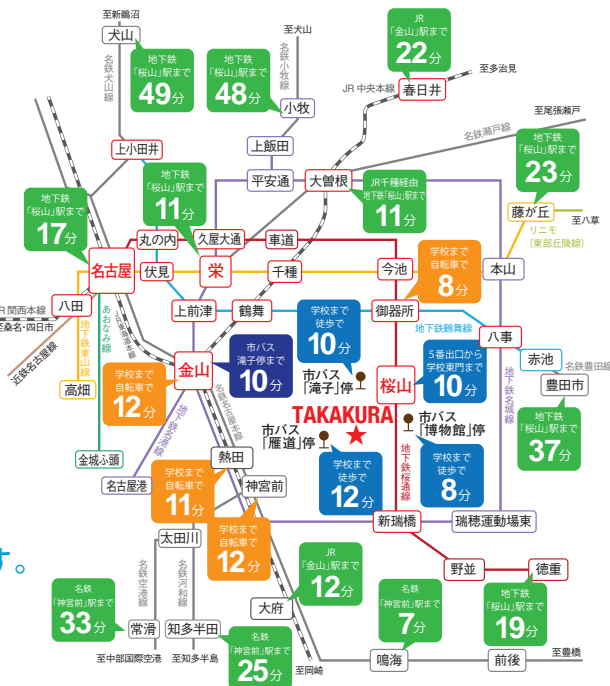 至新鵜沼
犬山
名鉄犬山線
地下鉄
「桜山」駅まで
49分
至犬山
名鉄小牧線
地下鉄
「桜山」駅まで
48分
小牧
JR
「金山」駅まで
22分
至多治見
JR中央本線
春日井
至尾張瀬戸
名鉄瀬戸線
上小田井
上飯田
平安通
大曽根
地下鉄
「桜山」駅まで
11分
JR千種経由
地下鉄「桜山」駅まで
11分
地下鉄
「桜山」駅まで
23分
藤が丘
至八草
リニモ
(東部丘陵線)
地下鉄
「桜山」駅まで
17分
丸の内
久屋大通
車道
名古屋
伏見
栄
千種
今池
本山
学校まで
自転車で
8分
R関西本線
至桑名・四日市
八田
近鉄名古屋線
地下鉄東山線
あおなみ線
JR東海道本線
上前津
鶴舞
御器所
地下鉄鶴舞線
八事
赤池
名鉄豊田線
豊田市
地下鉄
「桜山」駅まで
37分
学校まで
徒歩で
10分
市バス
「滝子」停
金山
市バス
滝子停まで
10分
桜山
5番出口から
学校東門まで
10分
高畑
学校まで
自転車で
12分
地下鉄名港線
名鉄名古屋本線
TAKAKURA
市バス
「博物館」停
市バス
「雁道」停
地下鉄桜通線
地下鉄名城線
学校まで
徒歩で
12分
学校まで
徒歩で
8分
金城ふ頭
名古屋港
熱田
学校まで
自転車で
11分
神宮前
学校まで
自転車で
12分
新瑞橋
瑞穂運動場東
す。
太田川
名鉄空港線
名鉄河和線
JR
「金山」駅まで
12分
大府
野並
徳重
地下鉄
「桜山」駅まで
19分
名鉄
「神宮前」駅まで
33分
常滑
至中部国際空港
知多半田
至知多半島
名鉄
「神宮前」駅まで
25分
至岡崎
名鉄
「神宮前」駅まで
7分
鳴海
前後
至豊橋